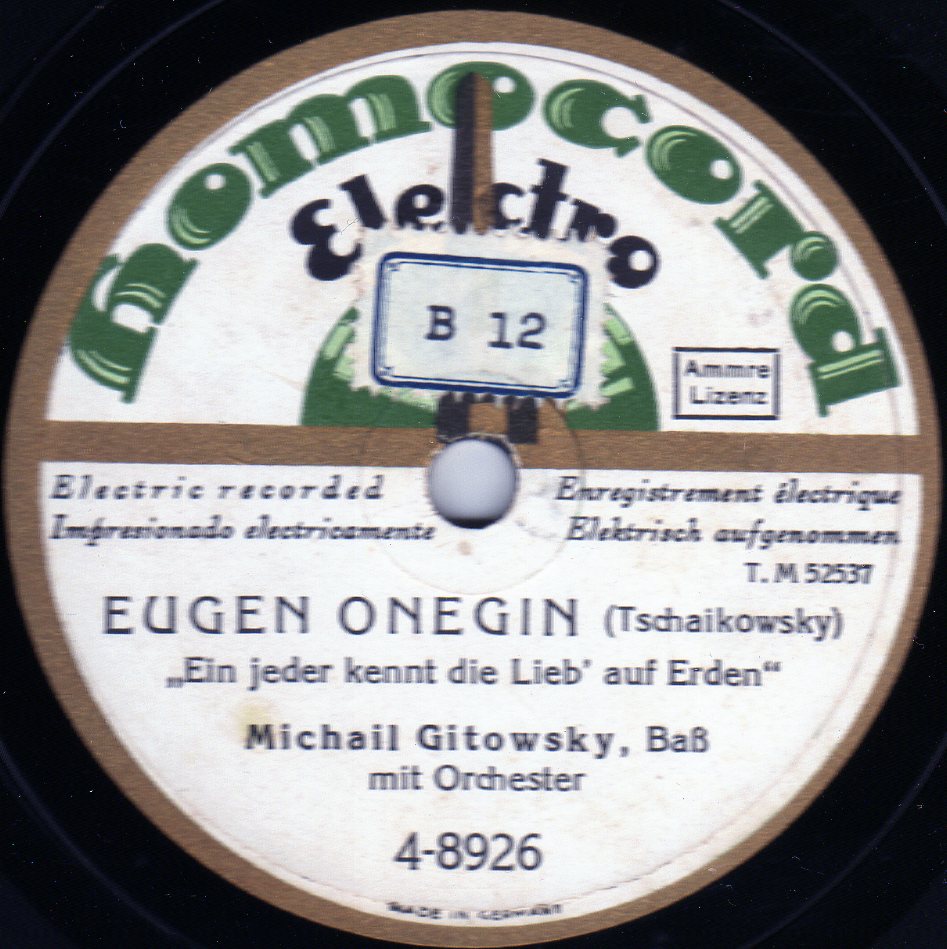 homocord
Electro
B 12
Ammre
Lizenz
Electric recorded
Enregistrement électrique
Impresionado electricamente
Elektrisch aufgenommen
T. M 52537
EUGEN ONEGIN (Tschaikowsky)
„Ein jeder kennt die Lieb' auf Erden“
Michail Gitowsky, Baß
mit Orchester
4-8926
MADE IN GERMANY